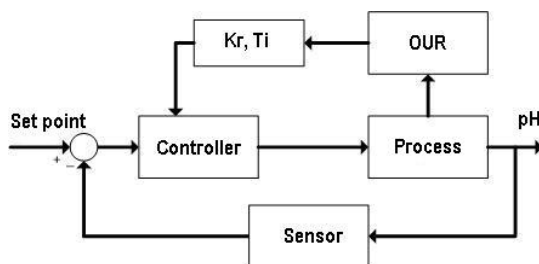 Kr, Ti
OUR
Set point
+
−
Controller
Process
pH
Sensor